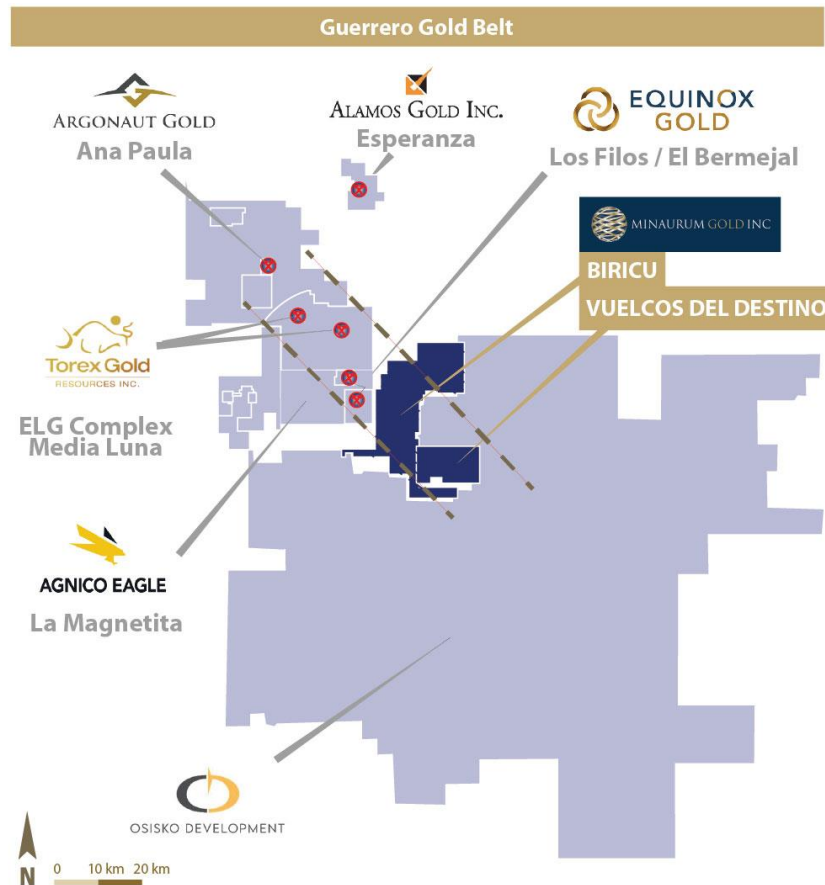 Guerrero Gold Belt
ARGONAUT GOLD
Ana Paula
ALAMOS GOLD INC.
Esperanza
EQUINOX
GOLD
Los Filos / El Bermejal
MINAURUM GOLD INC
BIRICU
VUELCOS DEL DESTINO
Torex Gold
RESOURCES INC.
ELG Complex
Media Luna
AGNICO EAGLE
La Magnetita
OSISKO DEVELOPMENT
N
0 10 km 20 km